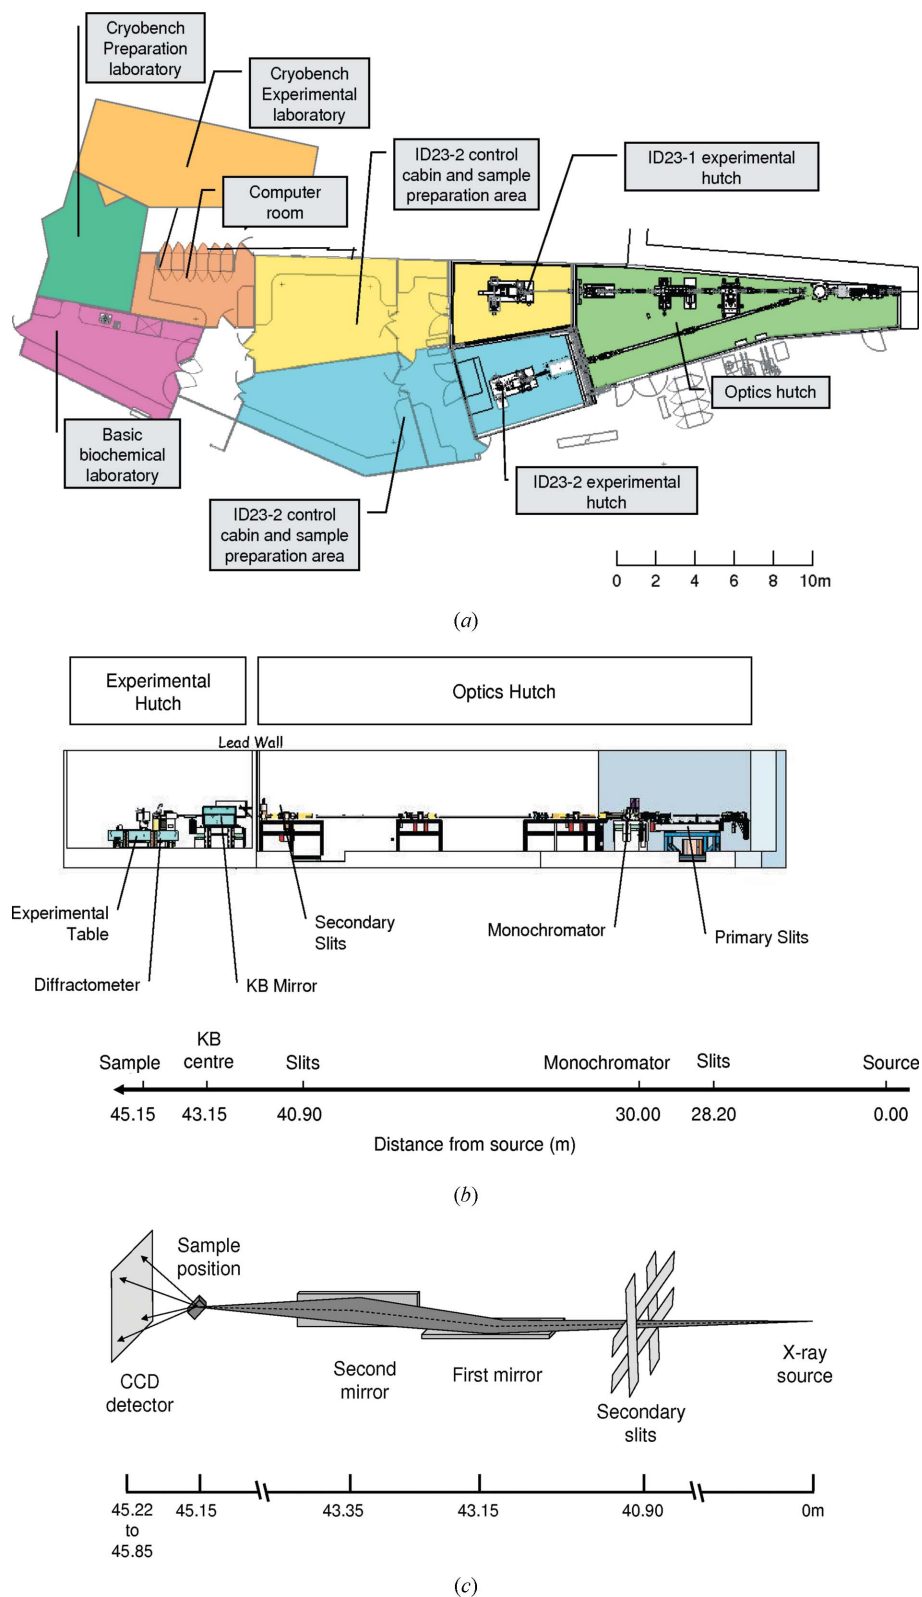 Cryobench
Preparation
laboratory
Cryobench
Experimental
laboratory
ID23-2 control
cabin and sample
preparation area
ID23-1 experimental
hutch
Computer
room
Optics hutch
Basic
biochemical
laboratory
ID23-2 experimental
hutch
ID23-2 control
cabin and sample
preparation area
0 2 4 6 8 10m
(a)
Experimental
Hutch
Optics Hutch
Lead Wall
Experimental
Table
Secondary
Slits
Monochromator
Primary Slits
Diffractometer
KB Mirror
Sample
KB
centre
Slits
Monochromator
Slits
Source
45.15 43.15 40.90 30.00 28.20 0.00
Distance from source (m)
(b)
Sample
position
CCD
detector
Second
mirror
First mirror
Secondary
slits
X-ray
source
45.22
to
45.85
45.15 43.35 43.15 40.90 0m
(c)